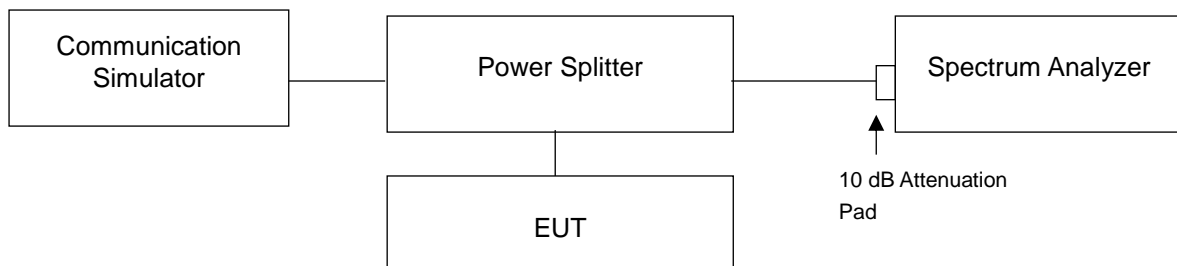 Communication
Simulator
Power Splitter
Spectrum Analyzer
10 dB Attenuation
Pad
EUT